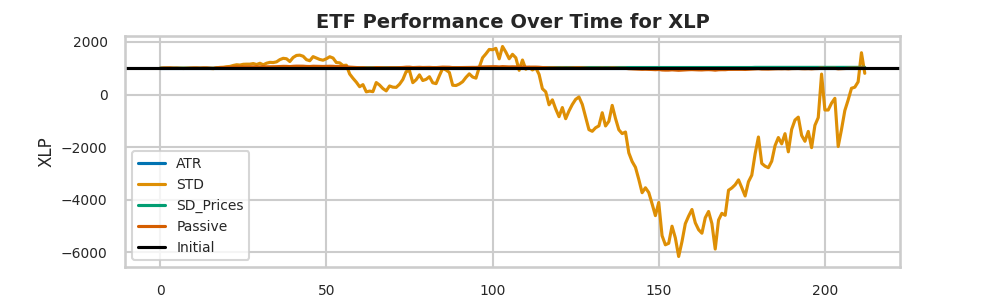 ETF Performance Over Time for XLP
2000
0
−2000
−4000
−6000
XLP
ATR
STD
SD_Prices
Passive
Initial
0 50 100 150 200